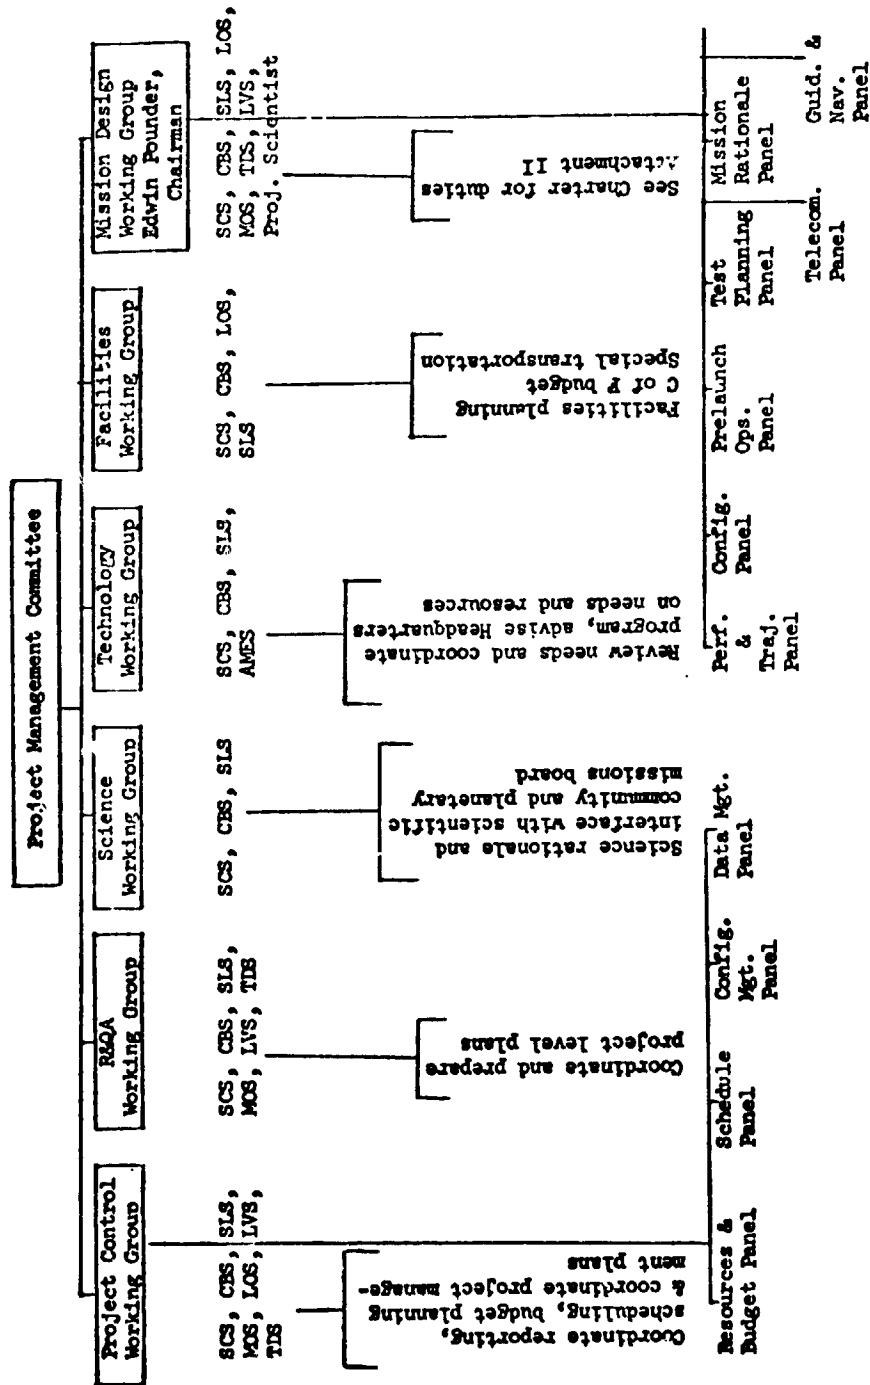 Project Management Committee
Project Control
Working Group
R&QA
Working Group
Science
Working Group
Technology
Working Group
Facilities
Working Group
Mission Design
Working Group
Edwin Pounder,
Chairman
SCS, CBS, SLS,
MOS, LOS, LVS,
TDS
SCS, CBS, SLS,
MOS, LVS, TDS
SCS, CBS, SLS
SCS, CBS, SLS,
AMES
SCS, CBS, LOS,
SLS
SCS, CBS, SLS, LOS,
MOS, TDS, LVS,
Proj. Scientist
Coordinate reporting,
scheduling, budget planning
& coordinate project manage-
ment plans
Coordinate and prepare
project level plans
Science rationale and
interface with scientific
community and planetary
missions board
Review needs and coordinate
program, advise Headquarters
on needs and resources
Facilities planning
C of F budget
Special transportation
See Charter for duties
Attachment II
Resources &
Budget Panel
Schedule
Panel
Config.
Mgt.
Panel
Data Mgt.
Panel
Perf.
&
Traj.
Panel
Config.
Panel
Prelaunch
Ops.
Panel
Test
Planning
Panel
Mission
Rationale
Panel
Telecom.
Panel
Guid. &
Nav.
Panel